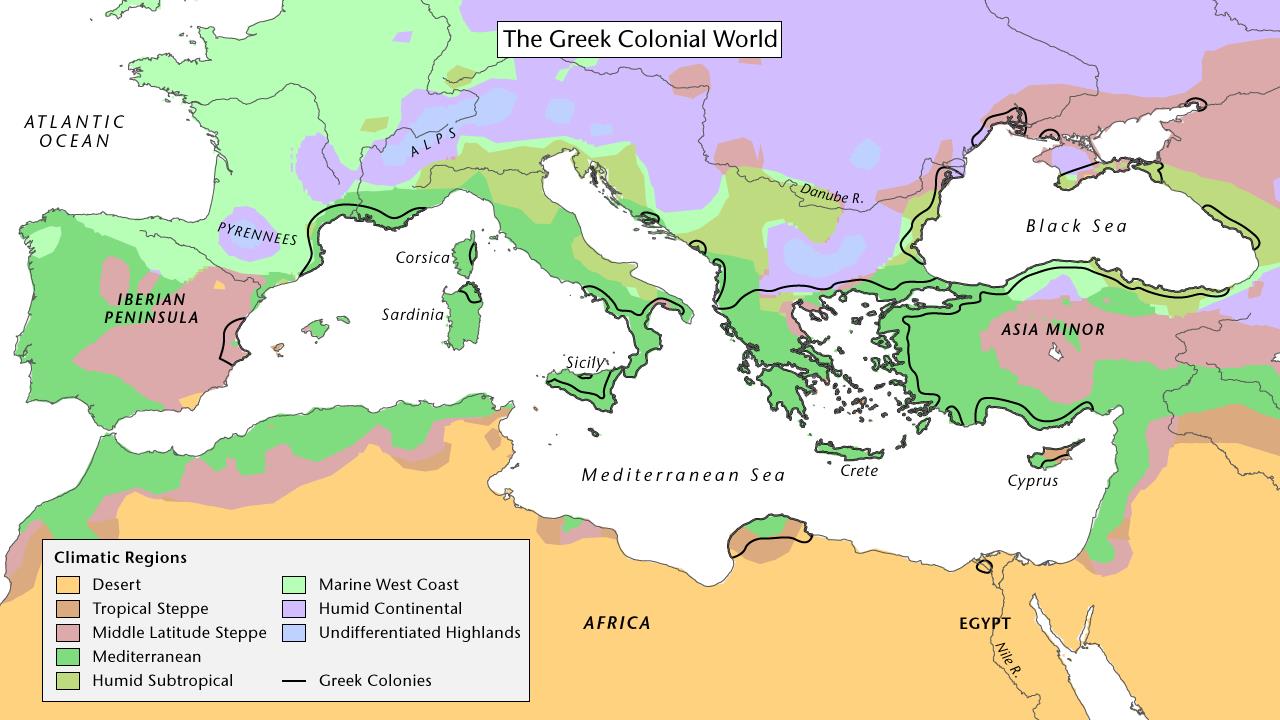 The Greek Colonial World
ATLANTIC
OCEAN
ALPS
Danube R.
PYRENNEES
Black Sea
Corsica
IBERIAN
PENINSULA
Sardinia
ASIA MINOR
Sicily
Mediterranean Sea
Crete
Cyprus
AFRICA
EGYPT
Nile R.
Climatic Regions
Desert
Tropical Steppe
Middle Latitude Steppe
Mediterranean
Humid Subtropical
Marine West Coast
Humid Continental
Undifferentiated Highlands
Greek Colonies